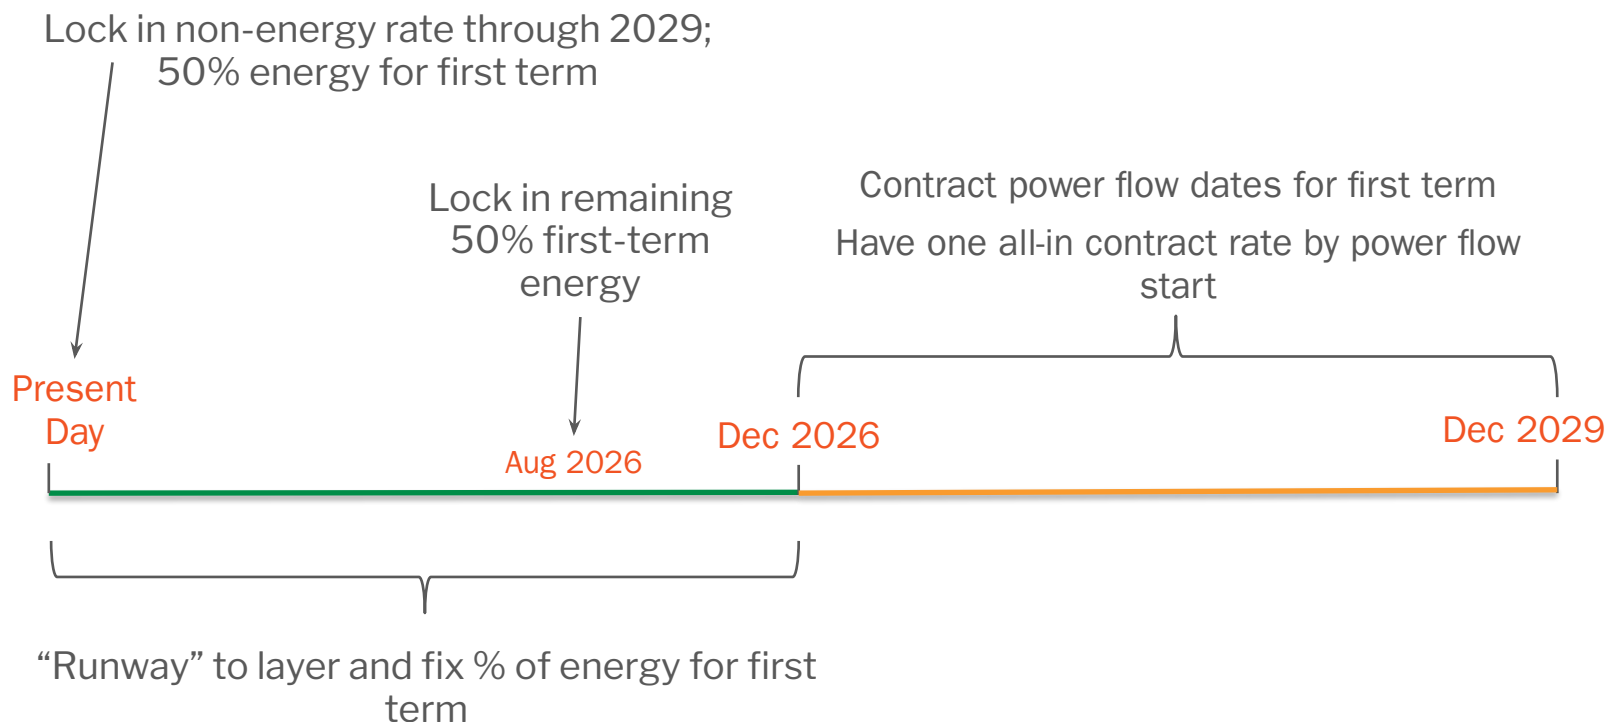 Lock in non-energy rate through 2029;
50% energy for first term
Lock in remaining
50% first-term
energy
Contract power flow dates for first term
Have one all-in contract rate by power flow
start
Present
Day
Aug 2026
Dec 2026
Dec 2029
“Runway” to layer and fix % of energy for first
term